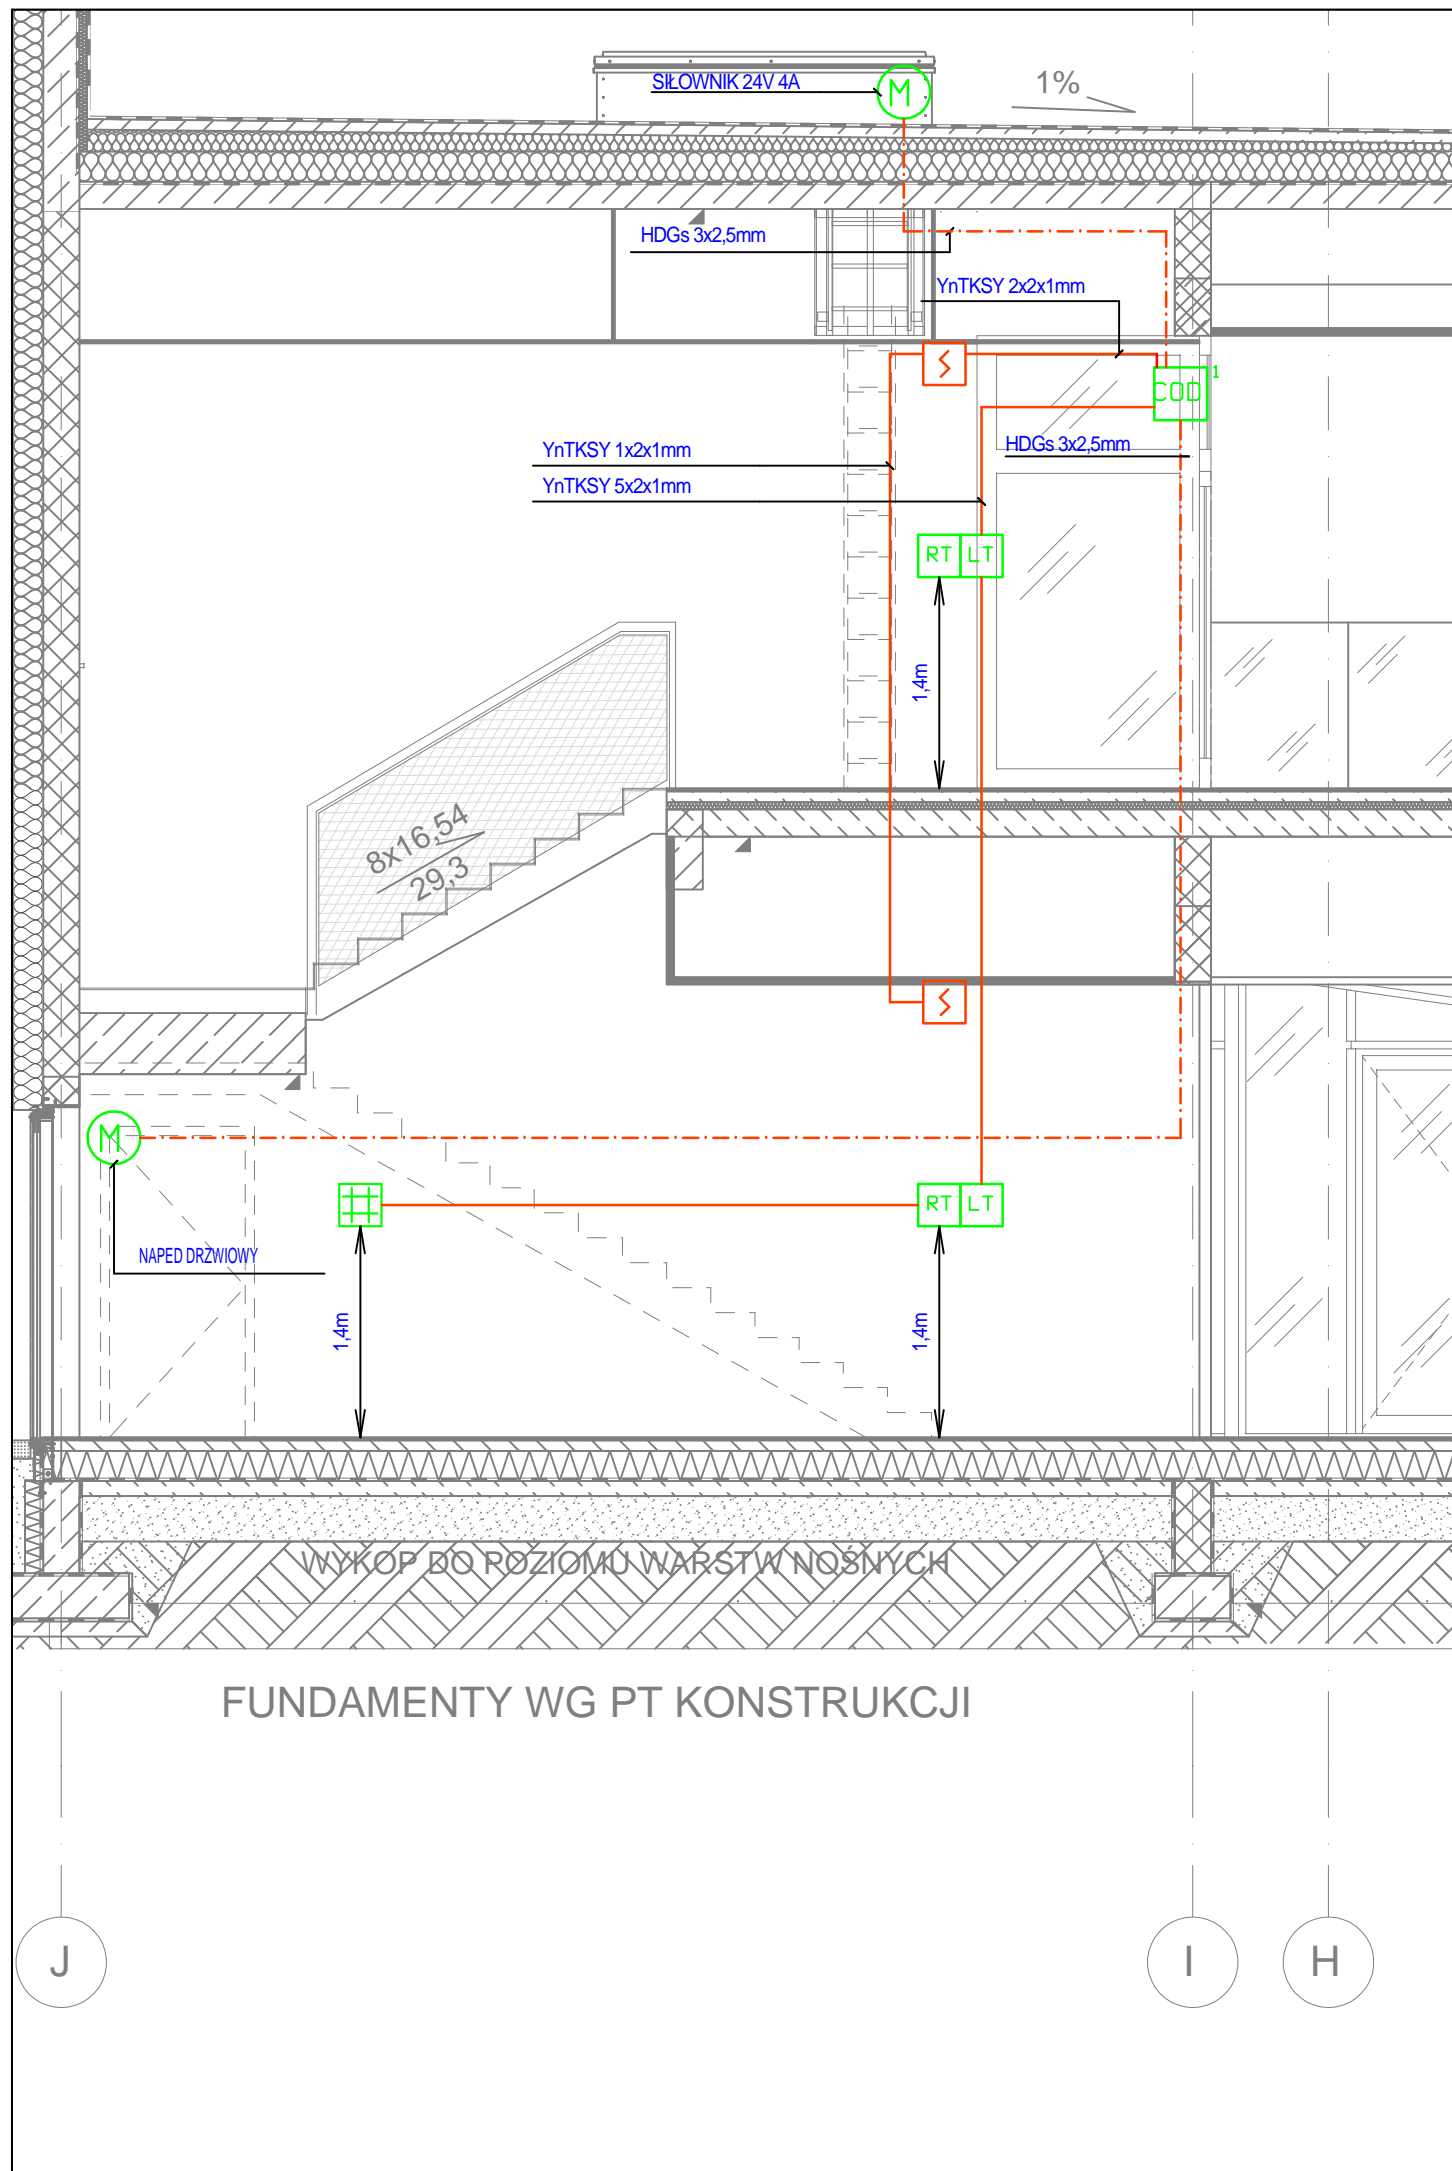 SIŁOWNIK 24V 4A
M
1%
HDGs 3x2,5mm
YnTKSY 2x2x1mm
COD
1
YnTKSY 1x2x1mm
HDGs 3x2,5mm
YnTKSY 5x2x1mm
RT LT
1,4m
8x16,54
29,3
M
RT LT
NAPED DRZWIOWY
1,4m
1,4m
WYKOP DO POZIOMU WARSTW NOŚNYCH
FUNDAMENTY WG PT KONSTRUKCJI
J
I
H